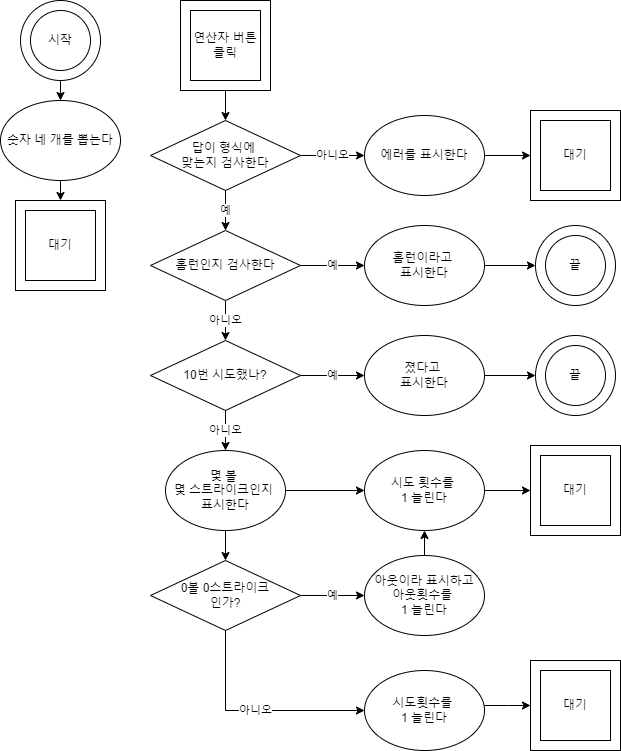 시작
숫자 네 개를 뽑는다
대기
연산자 버튼
클릭
답이 형식에
맞는지 검사한다
아니오
에러를 표시한다
대기
예
홈런인지 검사한다
예
홈런이라고
표시한다
끝
아니오
10번 시도했나?
예
졌다고
표시한다
끝
아니오
몇 볼
몇 스트라이크인지
표시한다
시도 횟수를
1 늘린다
대기
0볼 0스트라이크
인가?
예
아웃이라 표시하고
아웃횟수를
1 늘린다
아니오
시도횟수를
1 늘린다
대기